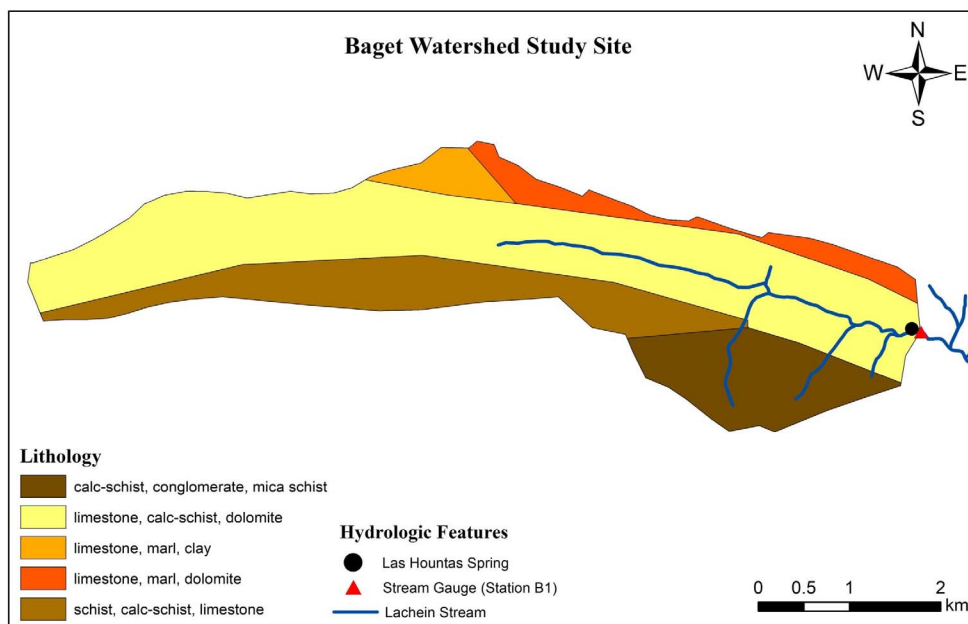 Baget Watershed Study Site
N
W E
S
Lithology
calc-schist, conglomerate, mica schist
limestone, calc-schist, dolomite
limestone, marl, clay
limestone, marl, dolomite
schist, calc-schist, limestone
Hydrologic Features
Las Hountas Spring
Stream Gauge (Station B1)
Lachein Stream
0 0.5 1 2
km